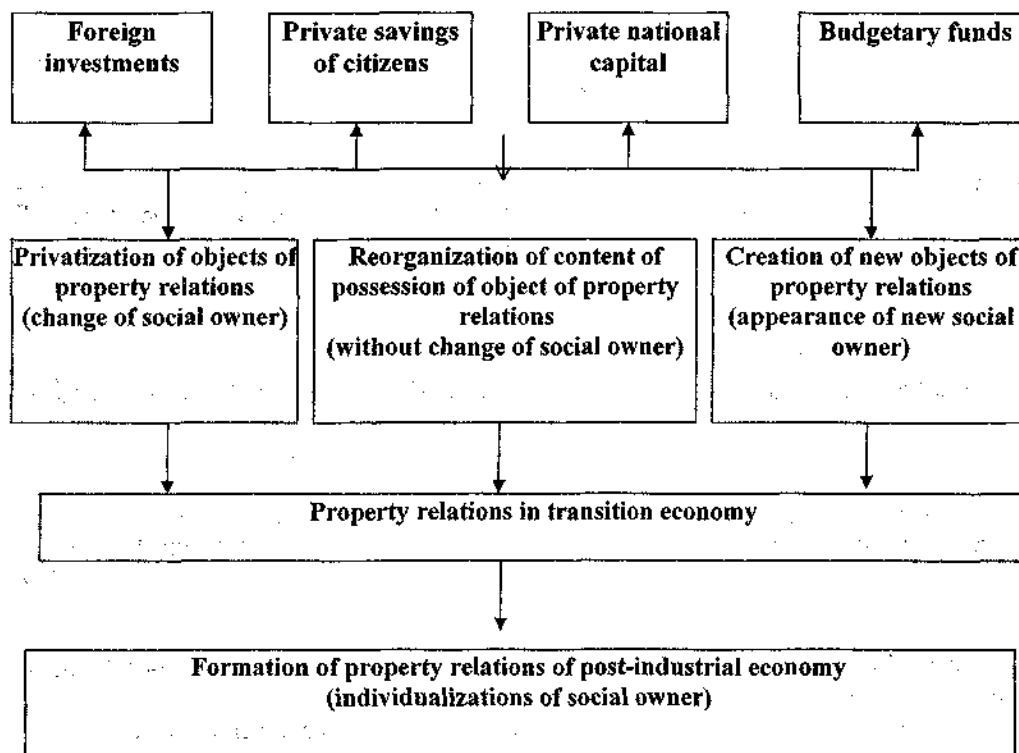 Foreign
investments
Private savings
of citizens
Private national
capital
Budgetary funds
Privatization of objects of
property relations
(change of social owner)
Reorganization of content of
possession of object of property
relations
(without change of social owner)
Creation of new objects of
property relations
(appearance of new social
owner)
Property relations in transition economy
Formation of property relations of post-industrial economy
(individualizations of social owner)